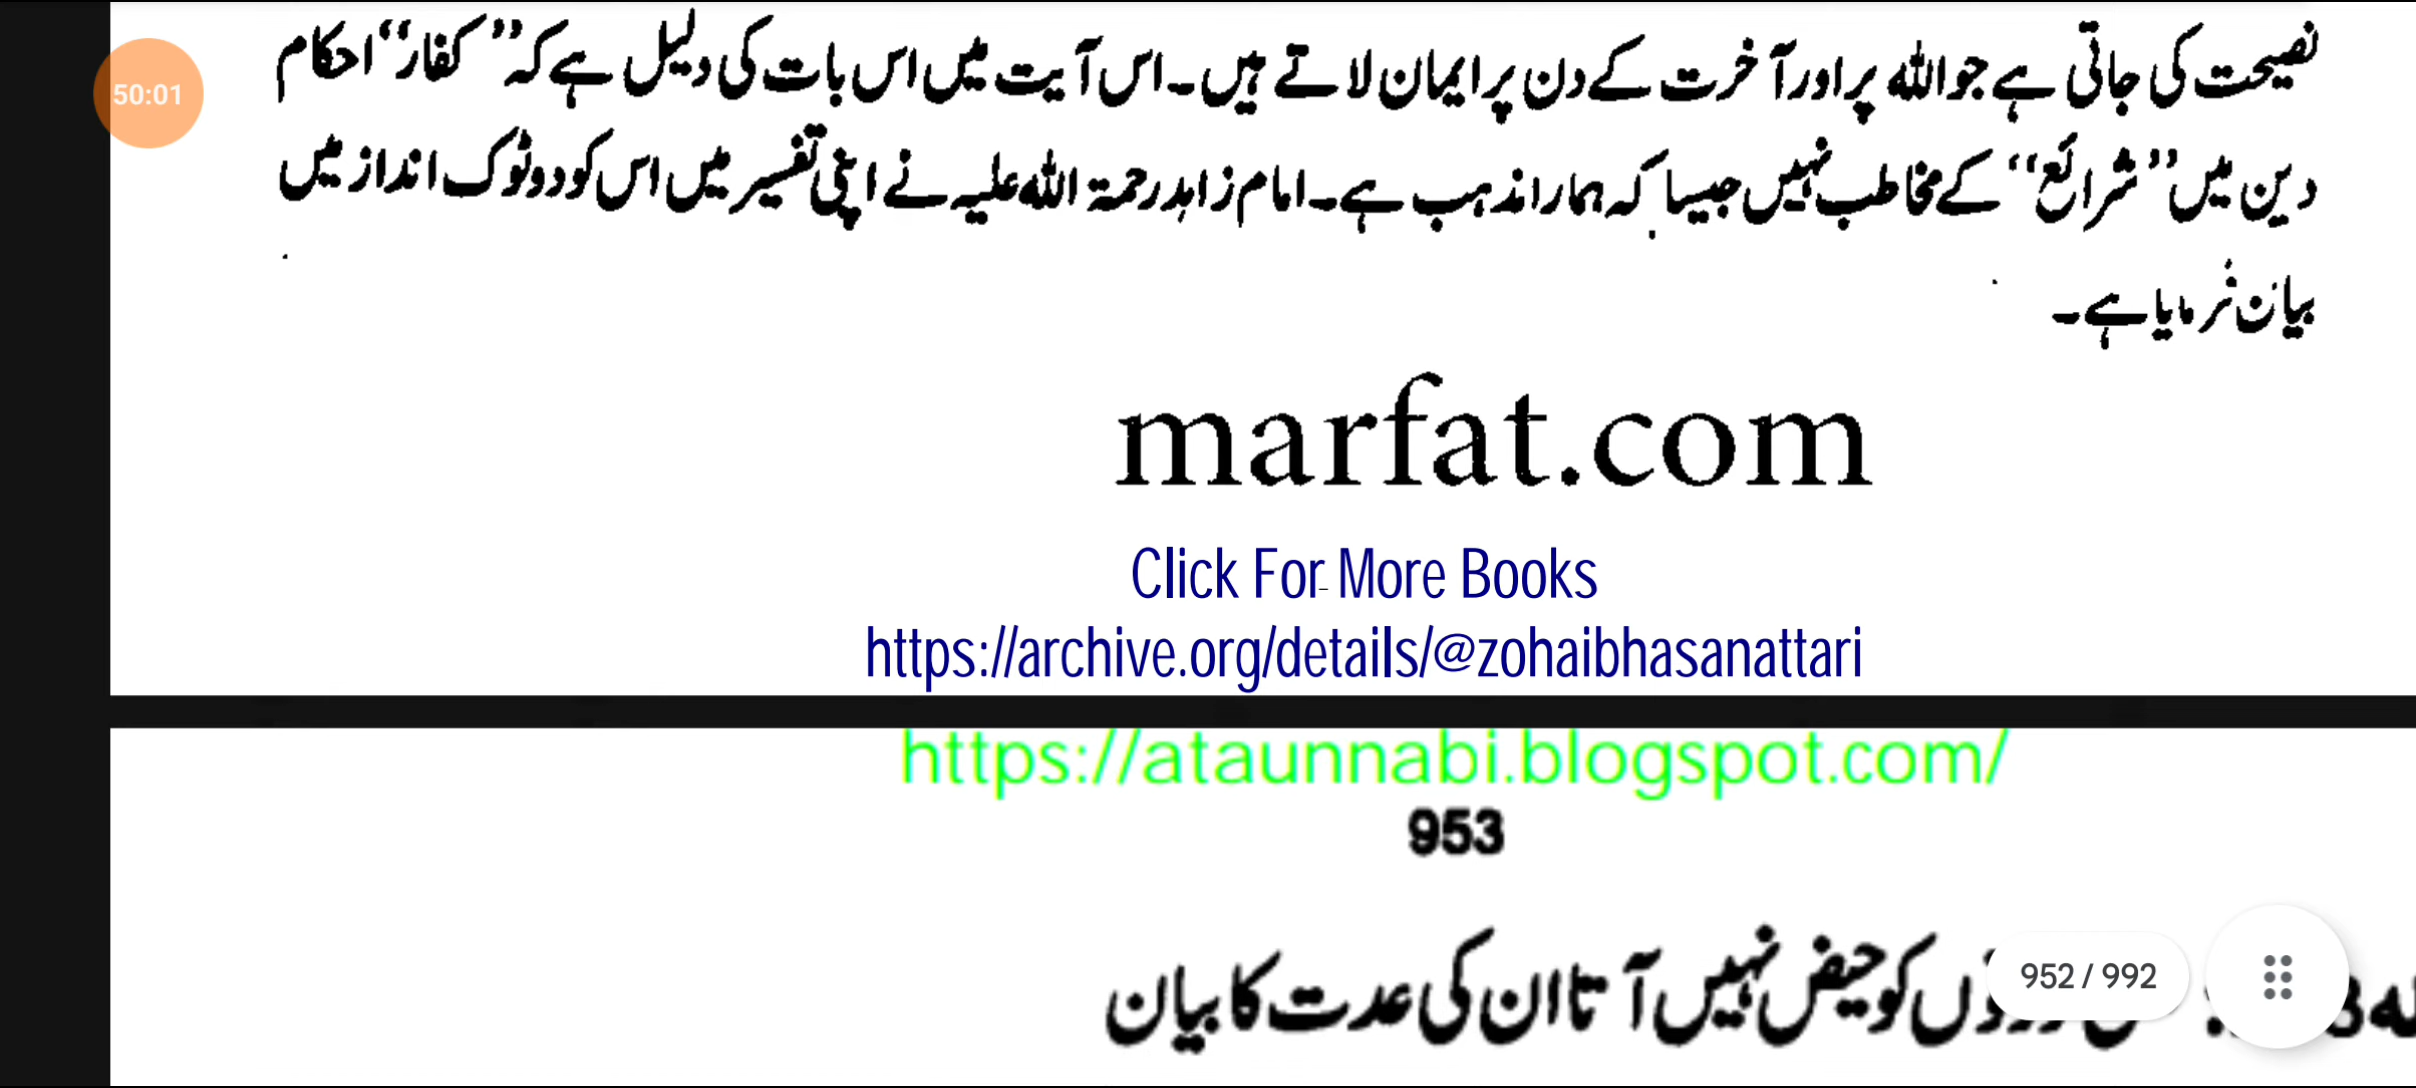 50:01
نصیحت کی جاتی ہے جو اللہ پر اور آخرت کے دن پر ایمان لاتے ہیں۔ اس آیت میں اس بات کی دلیل ہے کہ ”کفار“ احکام
دین میں ”شرائع“ کے مخاطب نہیں جیسا کہ ہمارا مذہب ہے۔ امام زاہد رحمۃ اللہ علیہ نے اپنی تفسیر میں اس کو دو ٹوک انداز میں
بیان فرمایا ہے۔
marfat.com
Click For More Books
https://archive.org/details/@zohaibhasanattari
https://ataunnabi.blogspot.com/
953
کو حیض نہیں آتا ان کی عدت کا بیان
952 / 992